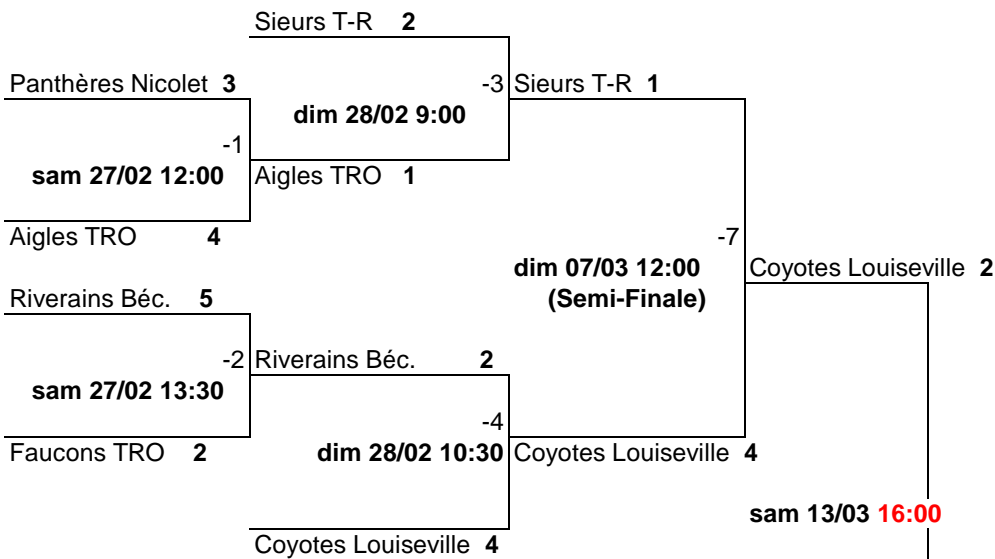 Sieurs T-R 2
Panthères Nicolet 3
-3 Sieurs T-R 1
dim 28/02 9:00
-1
sam 27/02 12:00
Aigles TRO 1
Aigles TRO 4
-7
dim 07/03 12:00
Coyotes Louiseville 2
(Semi-Finale)
Riverains Béc. 5
-2 Riverains Béc. 2
sam 27/02 13:30
-4
Faucons TRO 2
dim 28/02 10:30 Coyotes Louiseville 4
sam 13/03 16:00
Coyotes Louiseville 4